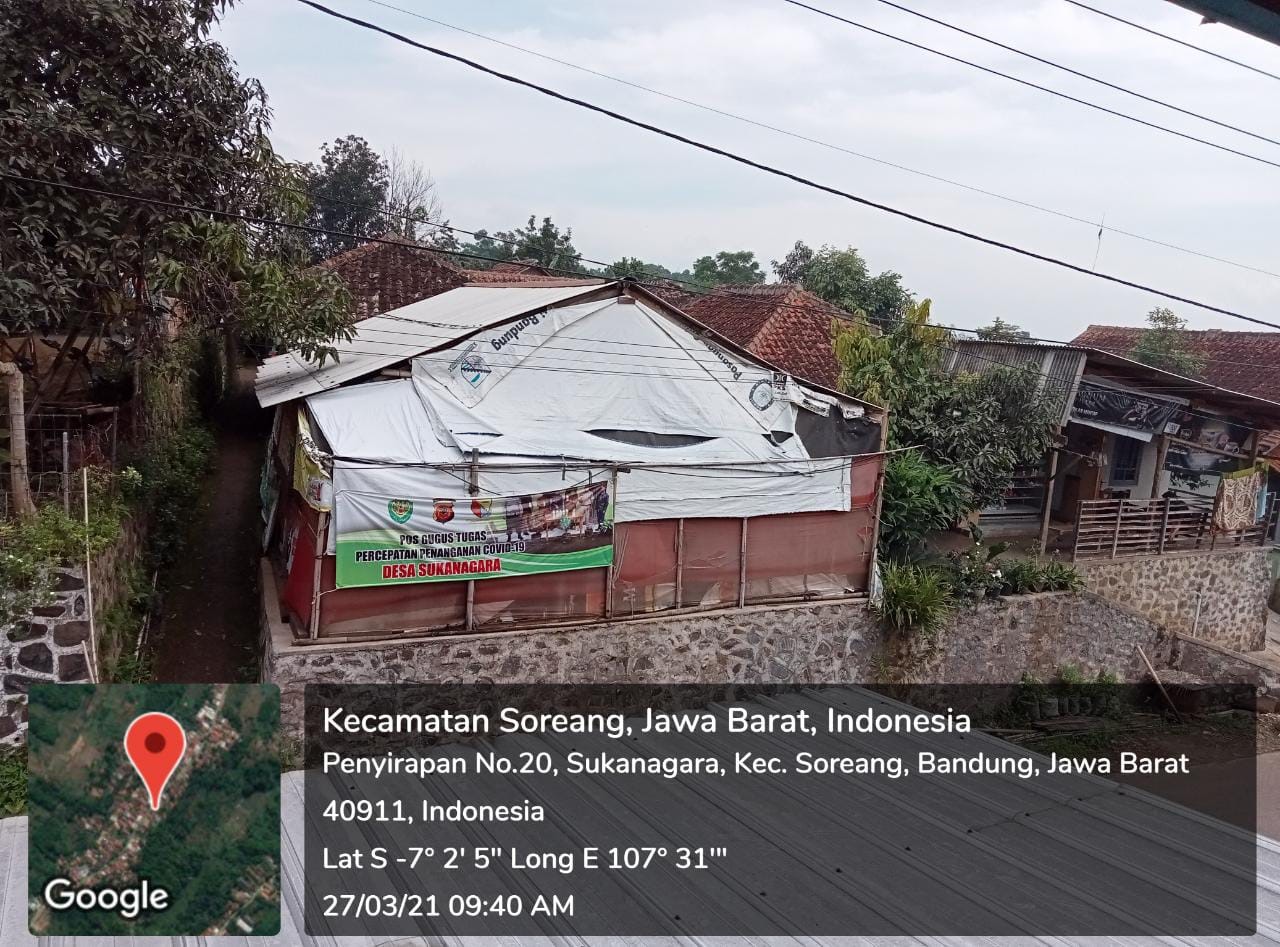 i Bandung
POS GUGUS TUGAS
PERCEPATAN PENANGANAN COVID-19
DESA SUKANAGARA
Kecamatan Soreang, Jawa Barat, Indonesia
Penyirapan No.20, Sukanagara, Kec. Soreang, Bandung, Jawa Barat
40911, Indonesia
Lat S -7° 2' 5" Long E 107° 31'"
27/03/21 09:40 AM
Google